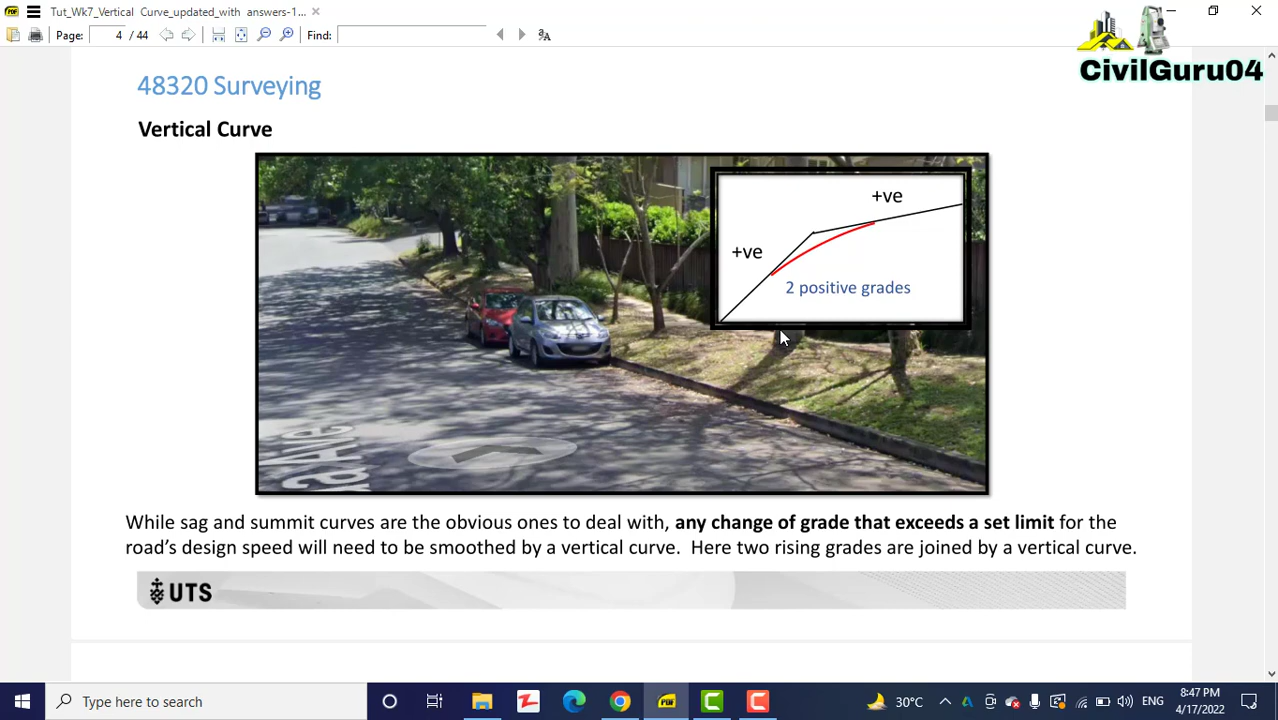 Tut_Wk7_Vertical Curve_updated_with answers-1...
Page: 4 / 44 Find:
CivilGuru04
48320 Surveying
Vertical Curve
+ve
+ve
2 positive grades
While sag and summit curves are the obvious ones to deal with, any change of grade that exceeds a set limit for the
road's design speed will need to be smoothed by a vertical curve. Here two rising grades are joined by a vertical curve.
UTS
Type here to search
PDF
30°C
ENG
8:47 PM
4/17/2022